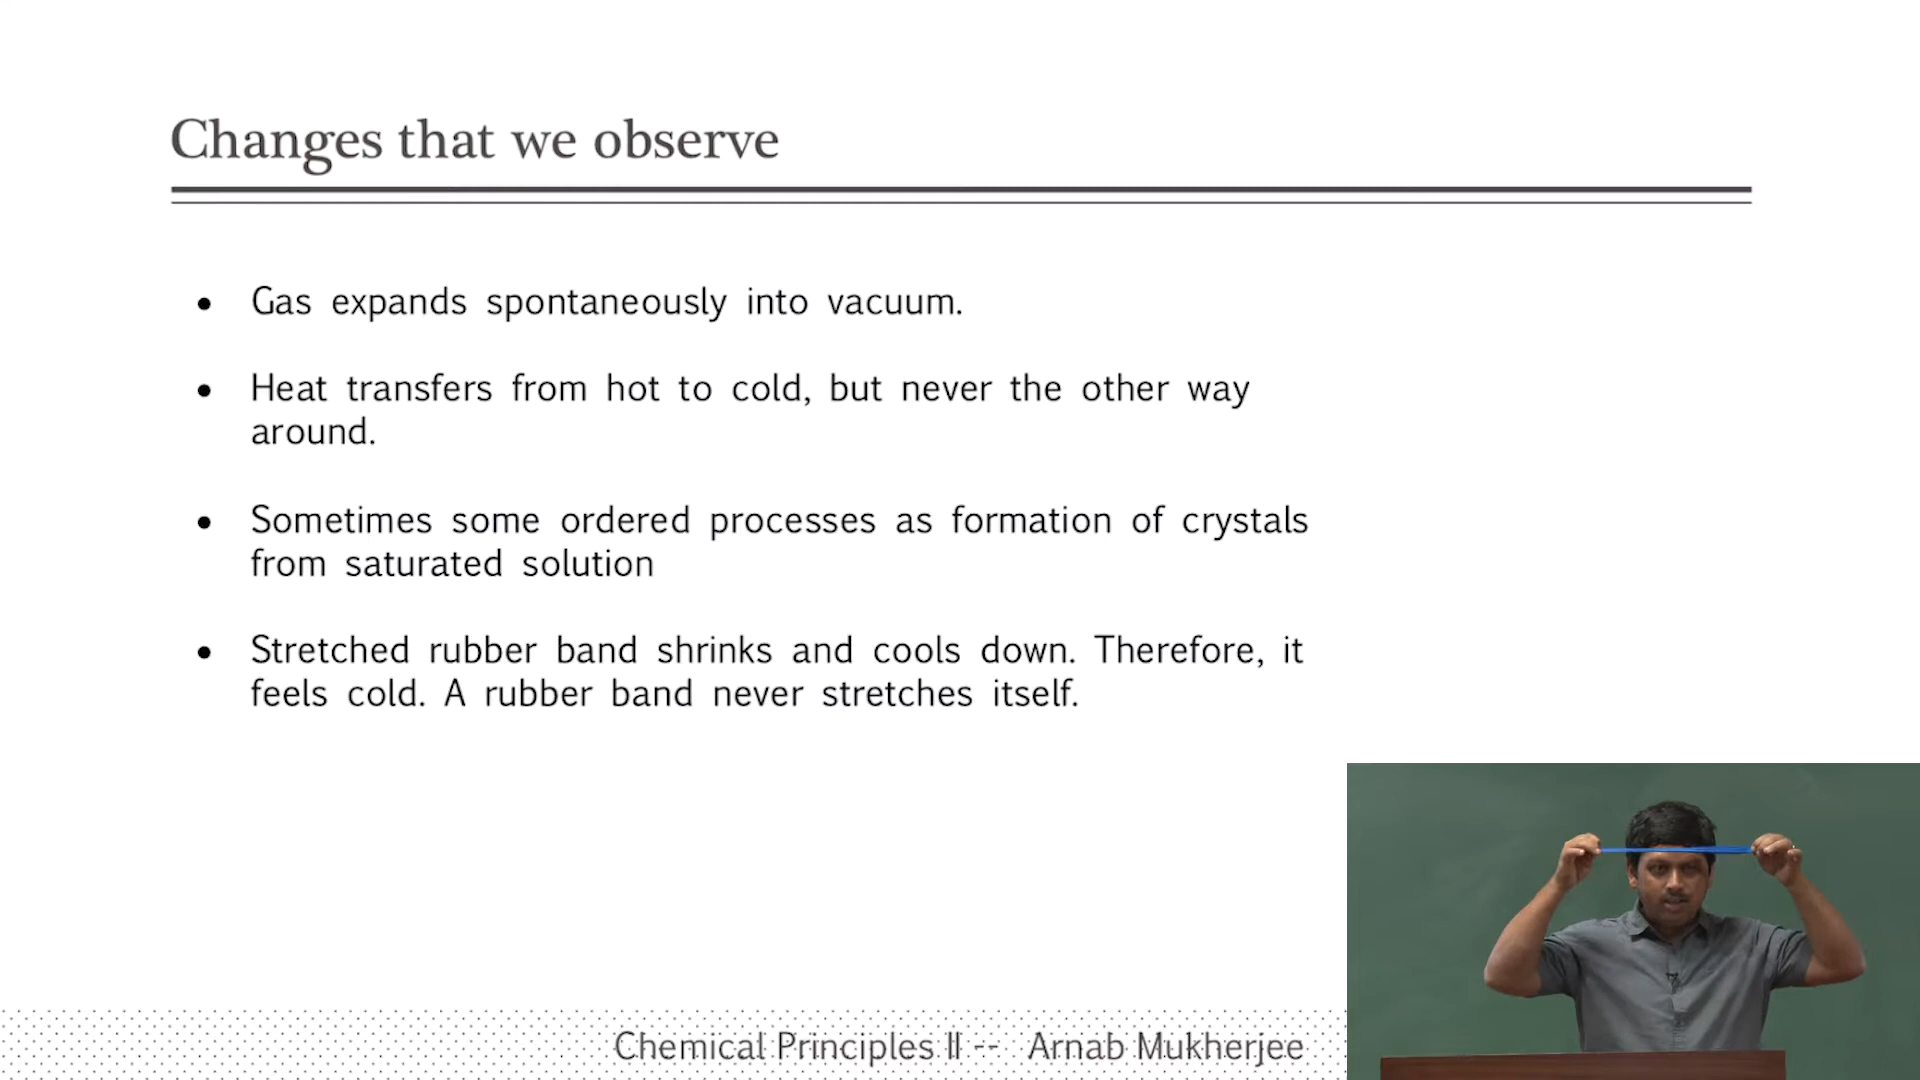 Changes that we observe
• Gas expands spontaneously into vacuum.
• Heat transfers from hot to cold, but never the other way
around.
• Sometimes some ordered processes as formation of crystals
from saturated solution
• Stretched rubber band shrinks and cools down. Therefore, it
feels cold. A rubber band never stretches itself.
Chemical Principles II -- Arnab Mukherjee